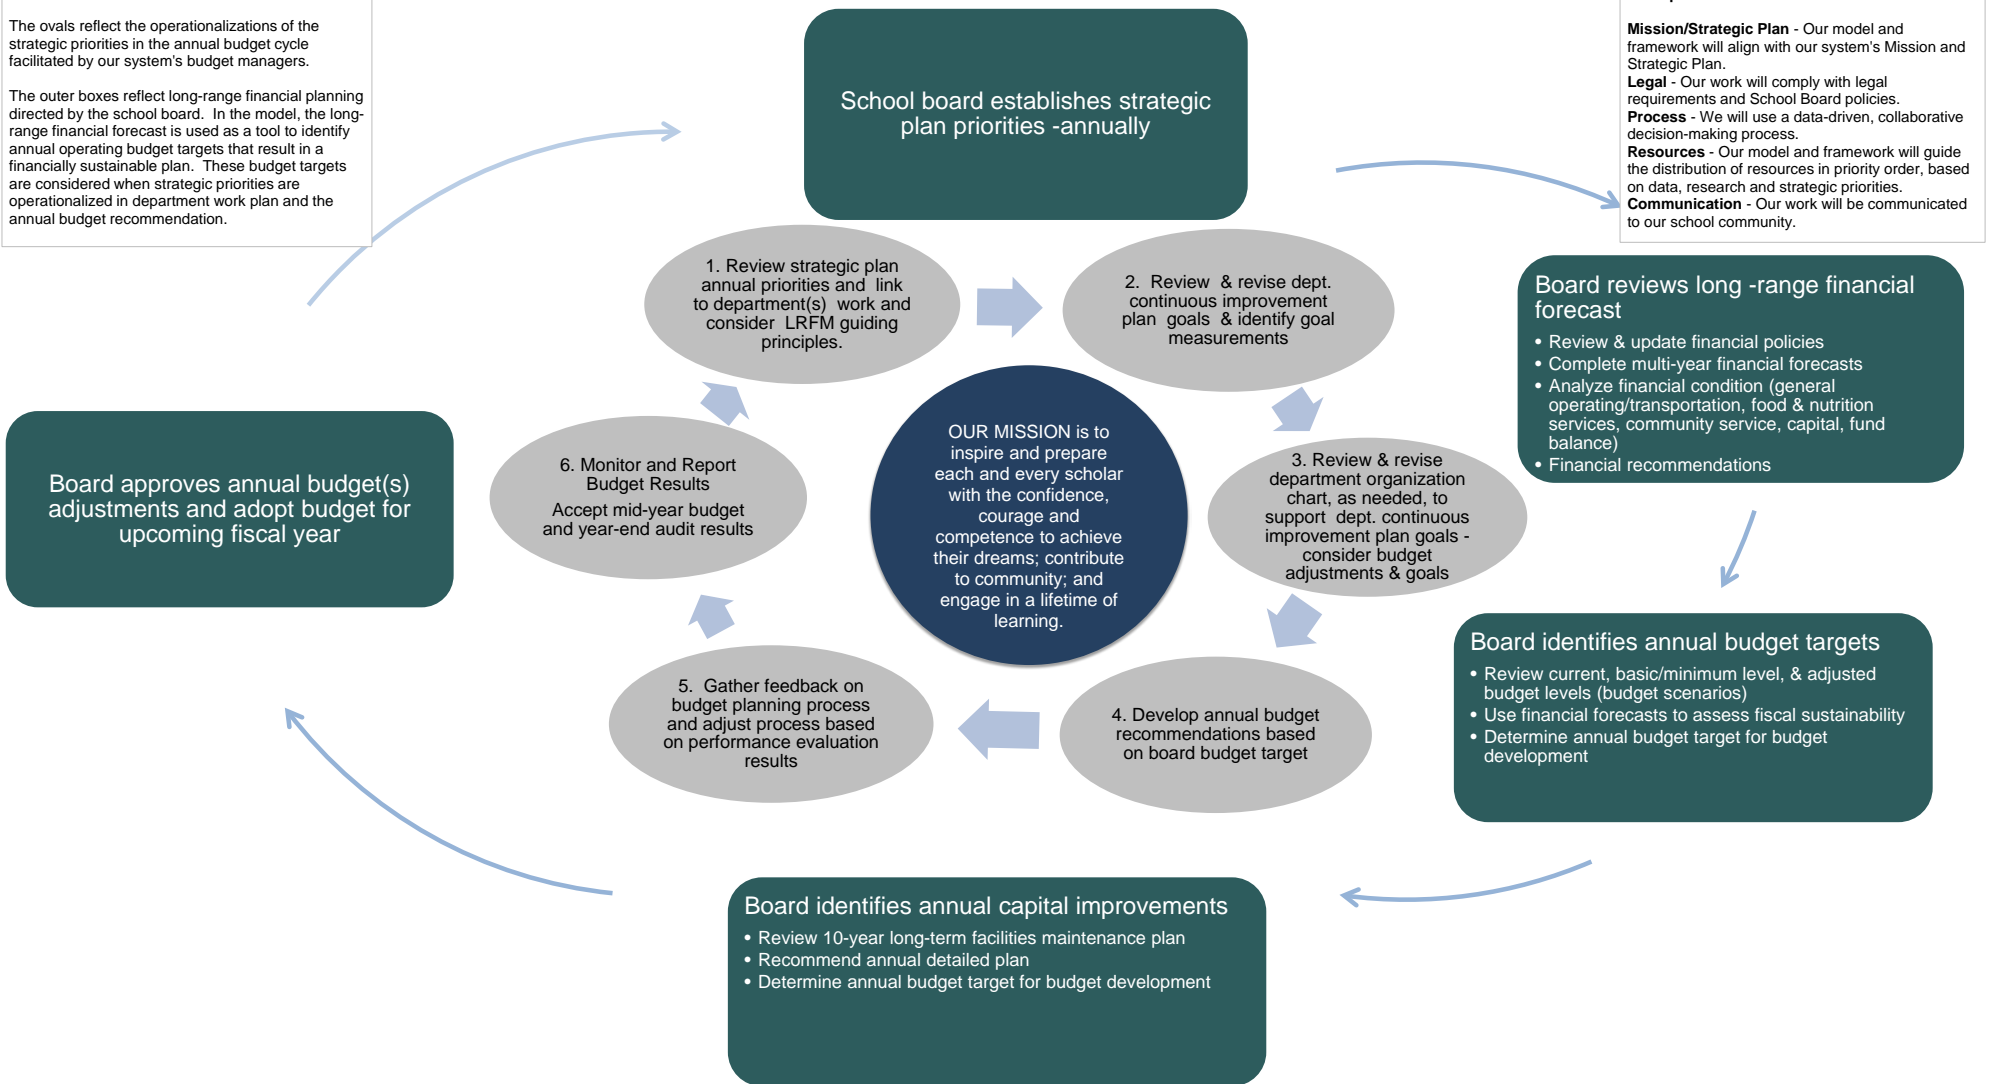 The ovals reflect the operationalizations of the
strategic priorities in the annual budget cycle
facilitated by our system's budget managers.
The outer boxes reflect long-range financial planning
directed by the school board.  In the model, the long-
range financial forecast is used as a tool to identify
annual operating budget targets that result in a
financially sustainable plan.  These budget targets
are considered when strategic priorities are
operationalized in department work plan and the
annual budget recommendation.
School board establishes strategic
plan priorities -annually
Mission/Strategic Plan - Our model and
framework will align with our system's Mission and
Strategic Plan.
Legal - Our work will comply with legal
requirements and School Board policies.
Process - We will use a data-driven, collaborative
decision-making process.
Resources - Our model and framework will guide
the distribution of resources in priority order, based
on data, research and strategic priorities.
Communication - Our work will be communicated
to our school community.
1. Review strategic plan
annual priorities and  link
to department(s)  work and
consider  LRFM guiding
principles.
2.  Review  & revise dept.
continuous improvement
plan  goals  & identify goal
measurements
Board reviews long -range financial
forecast
• Review & update financial policies
• Complete multi-year financial forecasts
• Analyze financial condition (general
operating/transportation, food & nutrition
services, community service, capital, fund
balance)
• Financial recommendations
Board approves annual budget(s)
adjustments and adopt budget for
upcoming fiscal year
6. Monitor and Report
Budget Results
Accept mid-year budget
and year-end audit results
OUR MISSION is to
inspire and prepare
each and every scholar
with the confidence,
courage and
competence to achieve
their dreams; contribute
to community; and
engage in a lifetime of
learning.
3. Review & revise
department organization
chart, as needed, to
support  dept. continuous
improvement plan goals -
consider budget
adjustments & goals
Board identifies annual budget targets
• Review current, basic/minimum level, & adjusted
budget levels (budget scenarios)
• Use financial forecasts to assess fiscal sustainability
• Determine annual budget target for budget
development
5.  Gather feedback on
budget planning process
and adjust process based
on performance evaluation
results
4. Develop annual budget
recommendations based
on board budget target
Board identifies annual capital improvements
• Review 10-year long-term facilities maintenance plan
• Recommend annual detailed plan
• Determine annual budget target for budget development